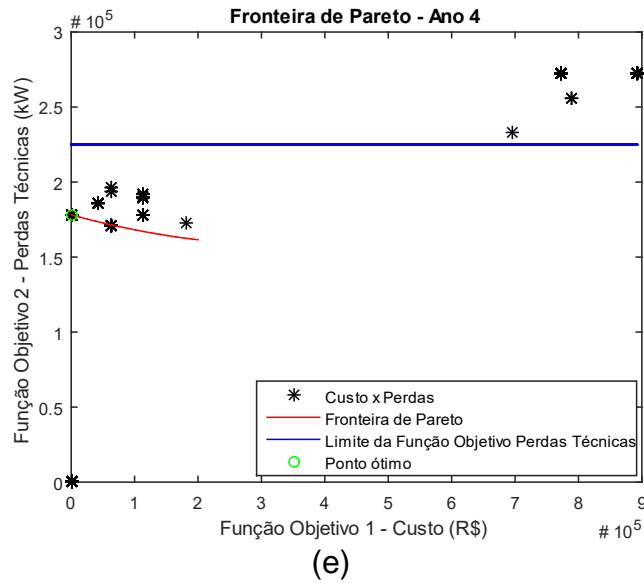 # 10^5
Fronteira de Pareto - Ano 4
3
2.5
2
1.5
1
0.5
0
Função Objetivo 2 - Perdas Técnicas (kW)
Custo x Perdas
Fronteira de Pareto
Limite da Função Objetivo Perdas Técnicas
Ponto ótimo
0 1 2 3 4 5 6 7 8 9
Função Objetivo 1 - Custo (R$)
# 10^5
(e)